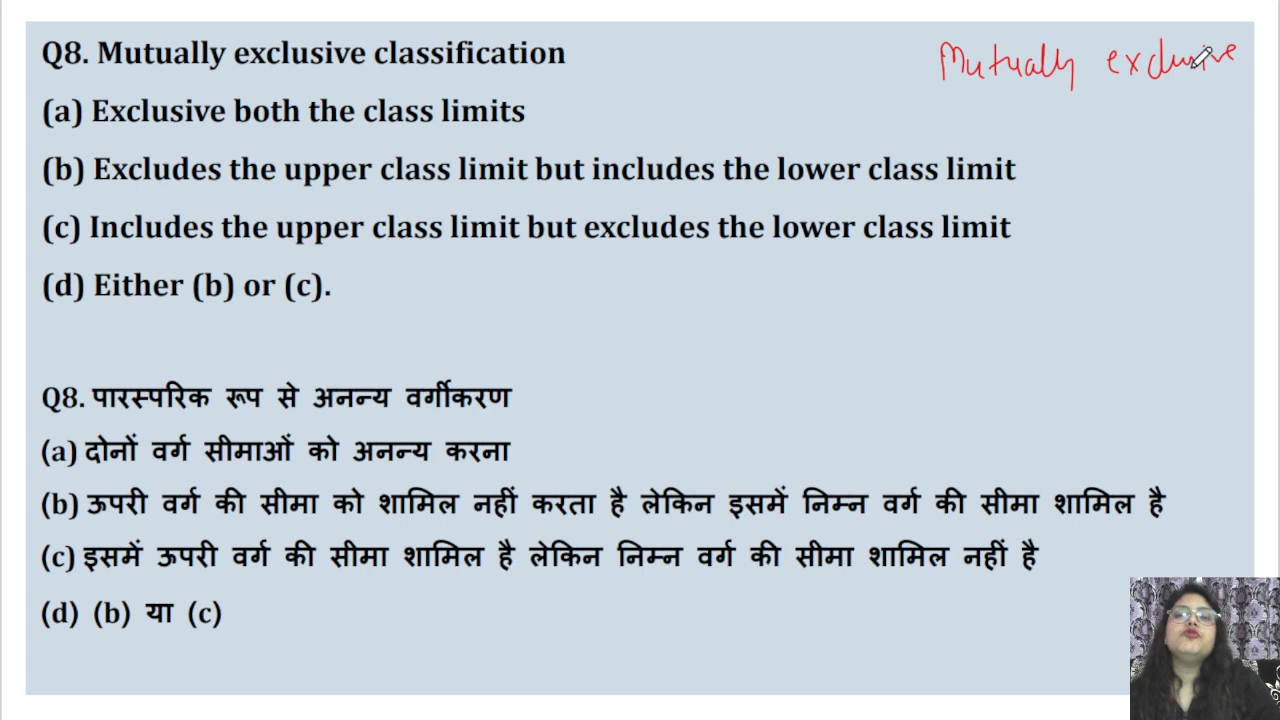 Q8. Mutually exclusive classification
Mutually exclusive
(a) Exclusive both the class limits
(b) Excludes the upper class limit but includes the lower class limit
(c) Includes the upper class limit but excludes the lower class limit
(d) Either (b) or (c).
Q8. पारस्परिक रूप से अनन्य वर्गीकरण
(a) दोनों वर्ग सीमाओं को अनन्य करना
(b) ऊपरी वर्ग की सीमा को शामिल नहीं करता है लेकिन इसमें निम्न वर्ग की सीमा शामिल है
(c) इसमें ऊपरी वर्ग की सीमा शामिल है लेकिन निम्न वर्ग की सीमा शामिल नहीं है
(d) (b) या (c)